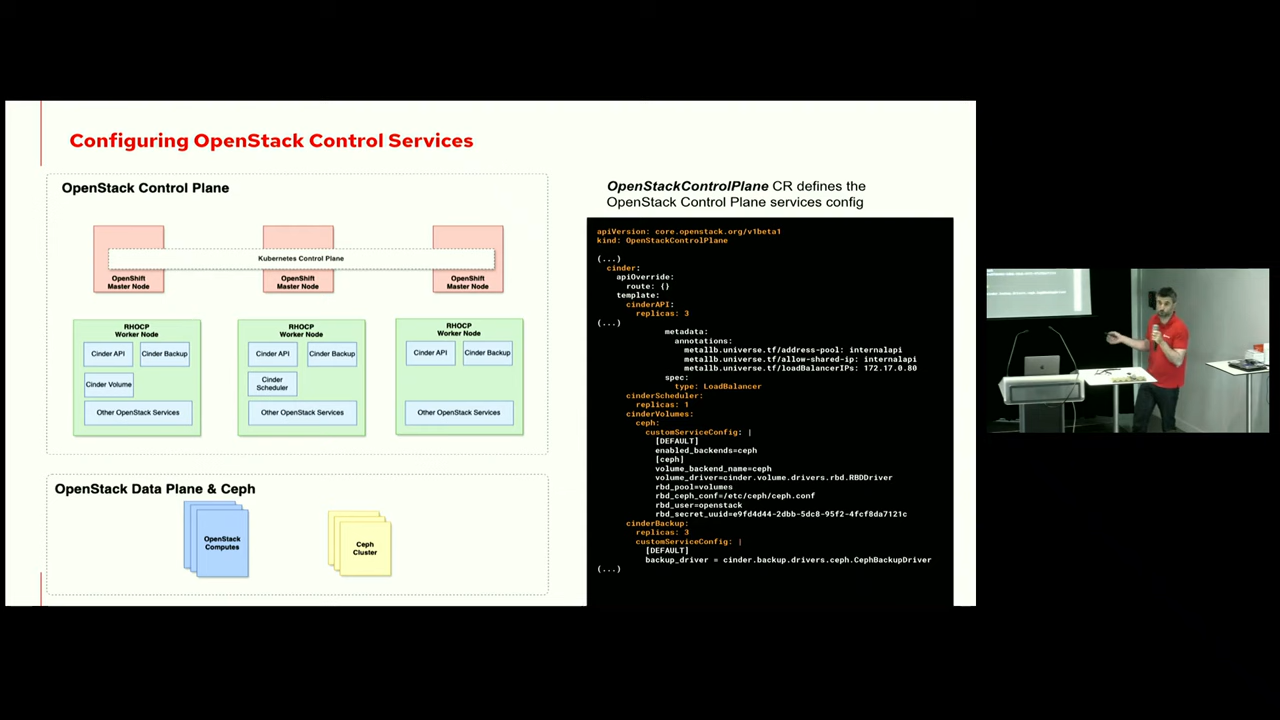 Configuring OpenStack Control Services
OpenStack Control Plane
Kubernetes Control Plane
OpenShift
Master Node
OpenShift
Master Node
OpenShift
Master Node
RHOCP
Worker Node
Cinder API
Cinder Backup
Cinder Volume
Other OpenStack Services
RHOCP
Worker Node
Cinder API
Cinder Backup
Cinder
Scheduler
Other OpenStack Services
RHOCP
Worker Node
Cinder API
Cinder Backup
Other OpenStack Services
OpenStack Data Plane & Ceph
OpenStack
Computes
Ceph
Cluster
OpenStackControlPlane CR defines the
OpenStack Control Plane services config
apiVersion: core.openstack.org/v1beta1
kind: OpenStackControlPlane
(...)
cinder:
apiOverride:
route: {}
template:
cinderAPI:
replicas: 3
(...)
metadata:
annotations:
metallb.universe.tf/address-pool: internalapi
metallb.universe.tf/allow-shared-ip: internalapi
metallb.universe.tf/loadBalancerIPs: 172.17.0.80
spec:
type: LoadBalancer
cinderScheduler:
replicas: 1
cinderVolumes:
ceph:
customServiceConfig: |
[DEFAULT]
enabled_backends=ceph
[ceph]
volume_backend_name=ceph
volume_driver=cinder.volume.drivers.rbd.RBDDriver
rbd_pool=volumes
rbd_ceph_conf=/etc/ceph/ceph.conf
rbd_user=openstack
rbd_secret_uuid=e9fd4d44-2dbb-5dc8-95f2-4fcf8da7121c
cinderBackup:
replicas: 3
customServiceConfig: |
[DEFAULT]
backup_driver = cinder.backup.drivers.ceph.CephBackupDriver
(...)